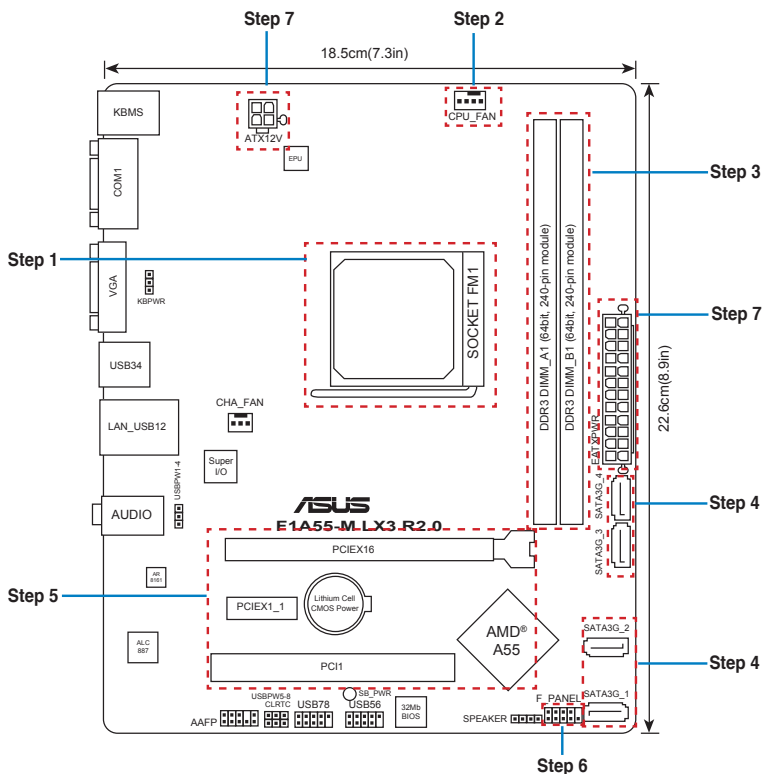 Step 7
Step 2
18.5cm(7.3in)
KBMS
CPU_FAN
ATX12V
EPU
COM1
Step 3
DDR3 DIMM_A1 (64bit, 240-pin module)
DDR3 DIMM_B1 (64bit, 240-pin module)
Step 1
VGA
KBPWR
SOCKET FM1
Step 7
22.6cm(8.9in)
USB34
CHA_FAN
LAN_USB12
EATXPWR
Super
I/O
USBPW1-4
SATA3G_4
Step 4
AUDIO
ASUS
F1A55-M LX3 R2.0
SATA3G_3
PCIEX16
AR
8161
Step 5
PCIEX1_1
Lithium Cell
CMOS Power
AMD®
A55
SATA3G_2
ALC
887
PCI1
Step 4
SB_PWR
USBPW5-8
CLRTC
USB78
USB56
32Mb
BIOS
F_PANEL
SATA3G_1
AAFP
SPEAKER
Step 6